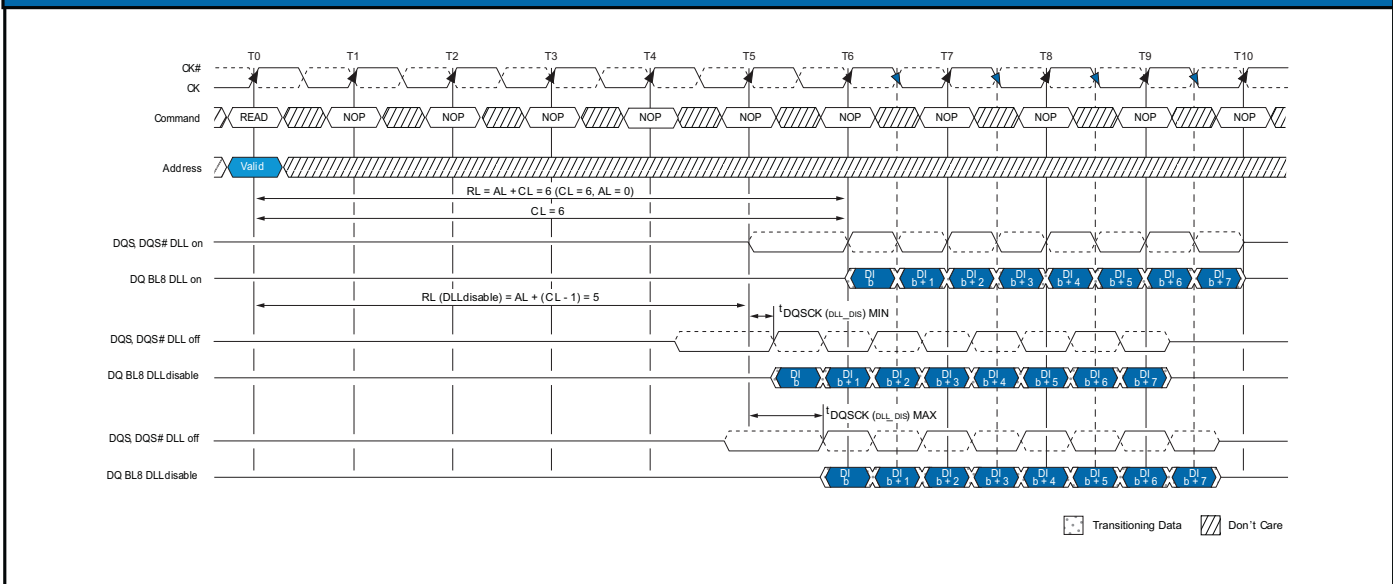 T0 T1 T2 T3 T4 T5 T6 T7 T8 T9 T10
CK#
CK
Command READ NOP NOP NOP NOP NOP NOP NOP NOP NOP NOP
Address Valid
RL = AL + CL = 6 (CL = 6, AL = 0)
CL = 6
DQS, DQS# DLL on
DQ BL8 DLL on DI b DI b + 1 DI b + 2 DI b + 3 DI b + 4 DI b + 5 DI b + 6 DI b + 7
RL (DLL disable) = AL + (CL - 1) = 5
tDQSCK (DLL_DIS) MIN
DQS, DQS# DLL off
DQ BL8 DLL disable DI b DI b + 1 DI b + 2 DI b + 3 DI b + 4 DI b + 5 DI b + 6 DI b + 7
tDQSCK (DLL_DIS) MAX
DQS, DQS# DLL off
DQ BL8 DLL disable DI b DI b + 1 DI b + 2 DI b + 3 DI b + 4 DI b + 5 DI b + 6 DI b + 7
Transitioning Data Don't Care